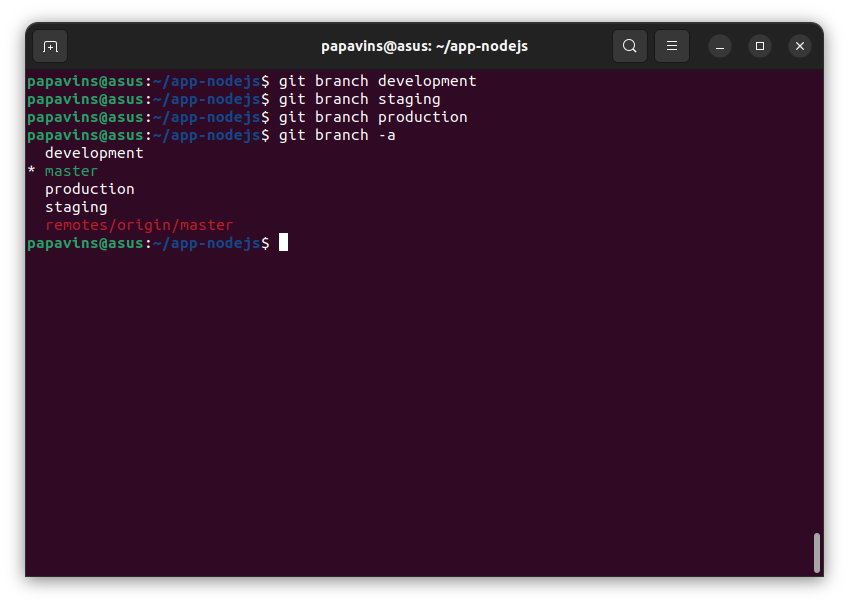 papavins@asus: ~/app-nodejs
papavins@asus:~/app-nodejs$ git branch development
papavins@asus:~/app-nodejs$ git branch staging
papavins@asus:~/app-nodejs$ git branch production
papavins@asus:~/app-nodejs$ git branch -a
  development
* master
  production
  staging
  remotes/origin/master
papavins@asus:~/app-nodejs$